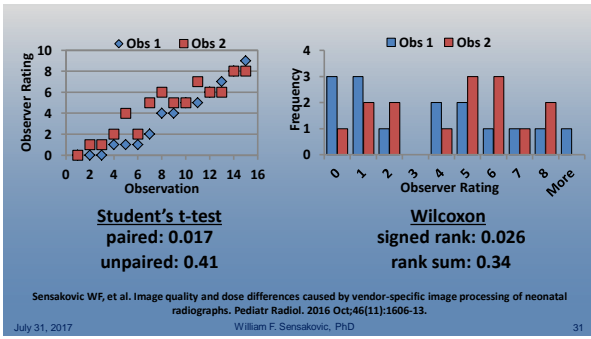 Obs 1 Obs 2
Observer Rating
10
8
6
4
2
0
0 2 4 6 8 10 12 14 16
Observation
Obs 1 Obs 2
Frequency
4
3
2
1
0
0 1 2 3 4 5 6 7 8 More
Observer Rating
Student’s t-test
paired: 0.017
unpaired: 0.41
Wilcoxon
signed rank: 0.026
rank sum: 0.34
Sensakovic WF, et al. Image quality and dose differences caused by vendor-specific image processing of neonatal
radiographs. Pediatr Radiol. 2016 Oct;46(11):1606-13.
July 31, 2017 William F. Sensakovic, PhD 31